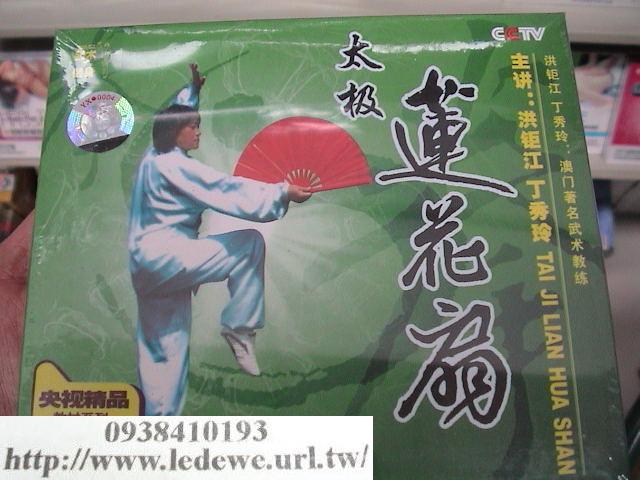 CCTV
太极
蓮花扇
主讲：洪钜江 丁秀玲 TAI JI LIAN HUA SHAN
洪钜江 丁秀玲：澳门著名武术教练
YX●0004
央视精品
0938410193
http://www.ledewe.url.tw/